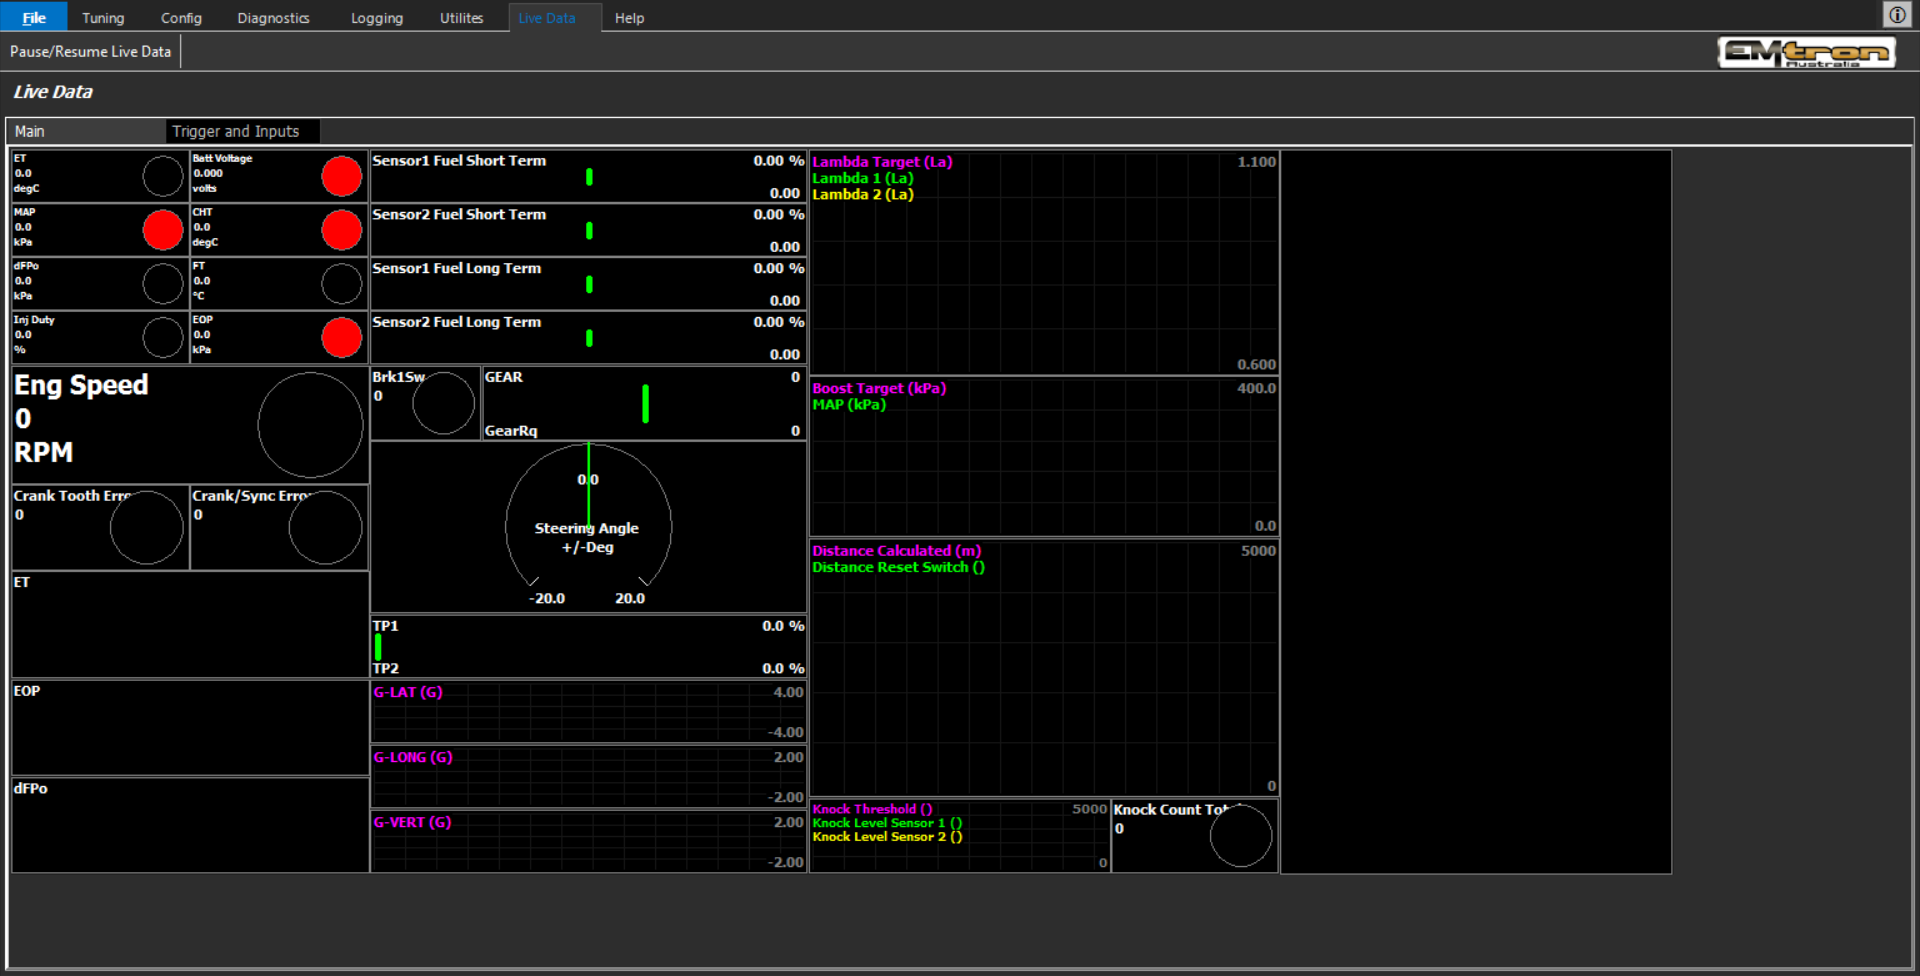 File Tuning Config Diagnostics Logging Utilites Live Data Help
Pause/Resume Live Data
EMtron
Australia
Live Data
Main Trigger and Inputs
ET
0.0
degC
Batt Voltage
0.000
volts
MAP
0.0
kPa
CHT
0.0
degC
dFPo
0.0
kPa
FT
0.0
°C
Inj Duty
0.0
%
EOP
0.0
kPa
Eng Speed
0
RPM
Crank Tooth Erro
0
Crank/Sync Error
0
ET
EOP
dFPo
Sensor1 Fuel Short Term 0.00 %
0.00
Sensor2 Fuel Short Term 0.00 %
0.00
Sensor1 Fuel Long Term 0.00 %
0.00
Sensor2 Fuel Long Term 0.00 %
0.00
Brk1Sw
0
GEAR 0
GearRq 0
0.0
Steering Angle
+/-Deg
-20.0 20.0
TP1 0.0 %
TP2 0.0 %
G-LAT (G) 4.00
-4.00
G-LONG (G) 2.00
-2.00
G-VERT (G) 2.00
-2.00
Lambda Target (La) 1.100
Lambda 1 (La)
Lambda 2 (La)
0.600
Boost Target (kPa) 400.0
MAP (kPa)
0.0
Distance Calculated (m) 5000
Distance Reset Switch ()
0
Knock Threshold () 5000
Knock Level Sensor 1 ()
Knock Level Sensor 2 ()
0
Knock Count Tot
0